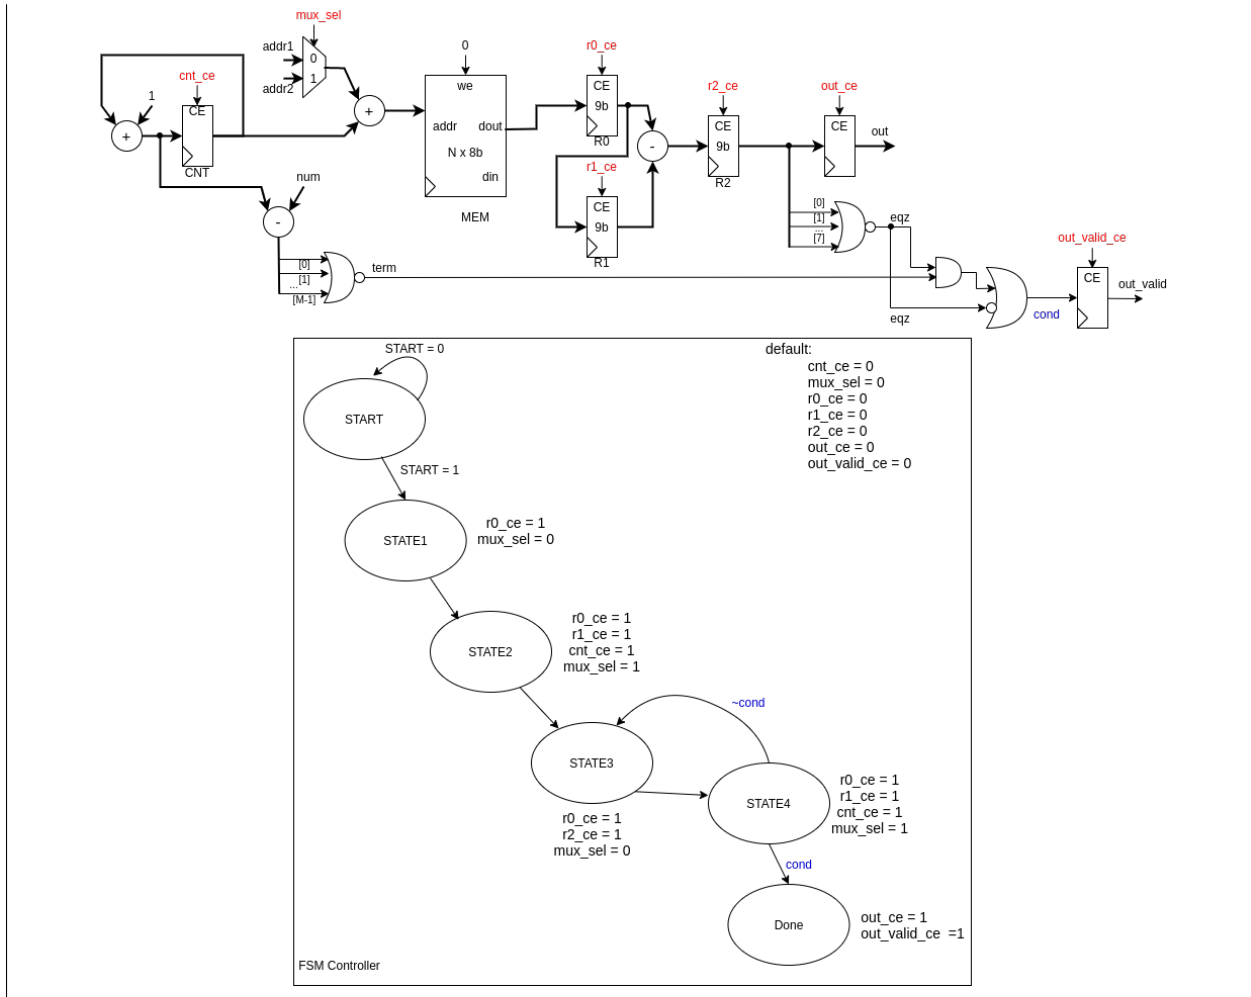 mux_sel
addr1
0
1
addr2
cnt_ce
1
CE
+
CNT
+
0
we
addr
dout
N x 8b
din
MEM
r0_ce
CE
9b
R0
r1_ce
CE
9b
R1
-
r2_ce
CE
9b
R2
out_ce
CE
out
num
-
[0]
[1]
...
[M-1]
term
[0]
[1]
...
[7]
eqz
eqz
cond
out_valid_ce
CE
out_valid
START = 0
START
START = 1
default:
cnt_ce = 0
mux_sel = 0
r0_ce = 0
r1_ce = 0
r2_ce = 0
out_ce = 0
out_valid_ce = 0
STATE1
r0_ce = 1
mux_sel = 0
STATE2
r0_ce = 1
r1_ce = 1
cnt_ce = 1
mux_sel = 1
~cond
STATE3
r0_ce = 1
r2_ce = 1
mux_sel = 0
STATE4
r0_ce = 1
r1_ce = 1
cnt_ce = 1
mux_sel = 1
cond
Done
out_ce = 1
out_valid_ce =1
FSM Controller